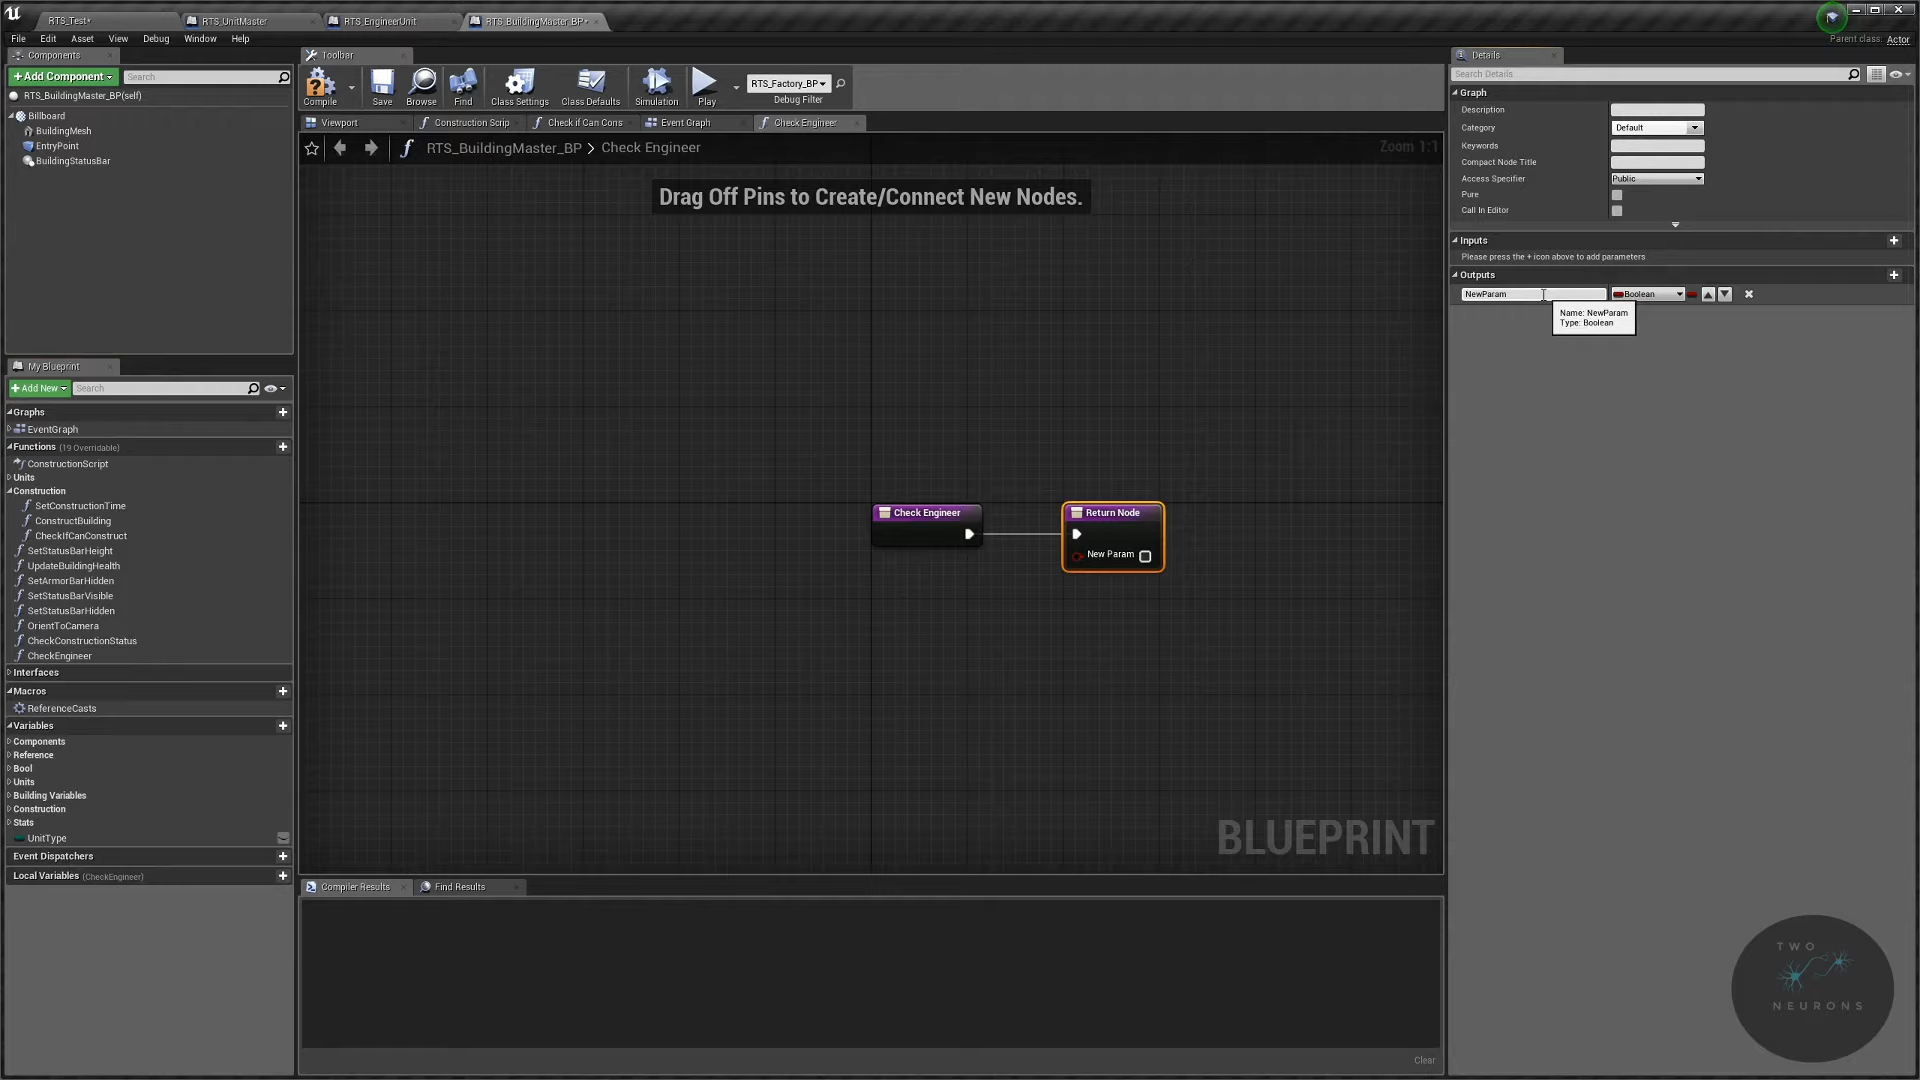 RTS_Test*
RTS_UnitMaster
RTS_EngineerUnit
RTS_BuildingMaster_BP*
File Edit Asset View Debug Window Help
Parent class: Actor
Components
+Add Component
Search
RTS_BuildingMaster_BP(self)
Billboard
BuildingMesh
EntryPoint
BuildingStatusBar
My Blueprint
+Add New
Search
Graphs
EventGraph
Functions (19 Overridable)
ConstructionScript
Units
Construction
SetConstructionTime
ConstructBuilding
CheckIfCanConstruct
SetStatusBarHeight
UpdateBuildingHealth
SetArmorBarHidden
SetStatusBarVisible
SetStatusBarHidden
OrientToCamera
CheckConstructionStatus
CheckEngineer
Interfaces
Macros
ReferenceCasts
Variables
Components
Reference
Bool
Units
Building Variables
Construction
Stats
UnitType
Event Dispatchers
Local Variables (CheckEngineer)
Toolbar
Compile
Save
Browse
Find
Class Settings
Class Defaults
Simulation
Play
RTS_Factory_BP
Debug Filter
Viewport
Construction Scrip
Check if Can Cons
Event Graph
Check Engineer
RTS_BuildingMaster_BP > Check Engineer
Zoom 1:1
Drag Off Pins to Create/Connect New Nodes.
Check Engineer
Return Node
New Param
BLUEPRINT
Compiler Results
Find Results
Clear
Details
Search Details
Graph
Description
Category Default
Keywords
Compact Node Title
Access Specifier Public
Pure
Call In Editor
Inputs
Please press the + icon above to add parameters
Outputs
NewParam Boolean
Name: NewParam
Type: Boolean
TWO
NEURONS